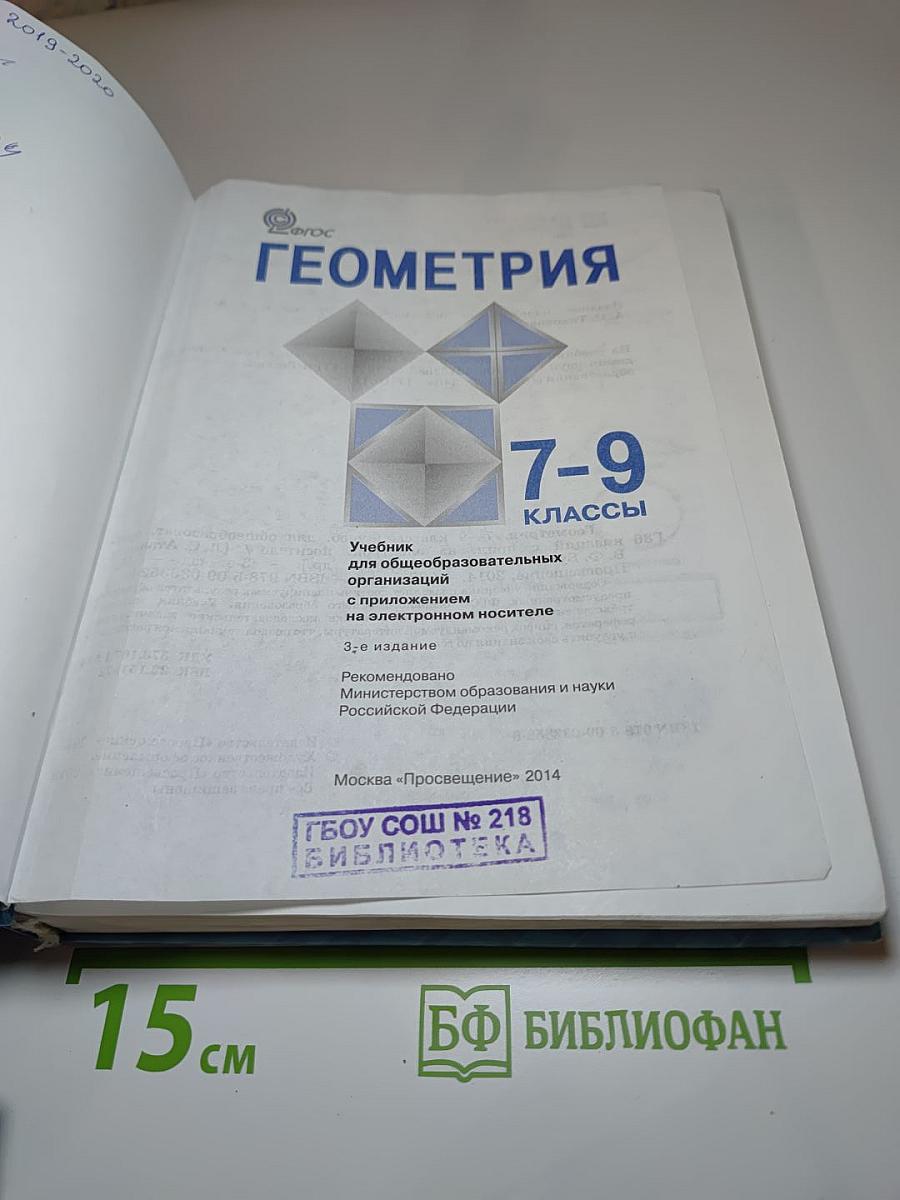 2019-2020
ФГОС
ГЕОМЕТРИЯ
7–9
КЛАССЫ
Учебник
для общеобразовательных
организаций
с приложением
на электронном носителе
3-е издание
Рекомендовано
Министерством образования и науки
Российской Федерации
Москва «Просвещение» 2014
ГБОУ СОШ № 218
БИБЛИОТЕКА
15 см
БФ БИБЛИОФАН